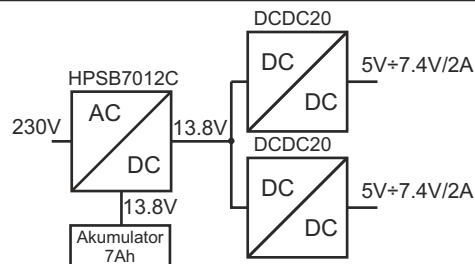 DCDC20
DC
DC
5V÷7.4V/2A
HPSB7012C
AC
DC
230V
13.8V
DCDC20
DC
DC
5V÷7.4V/2A
13.8V
Akumulator
7Ah